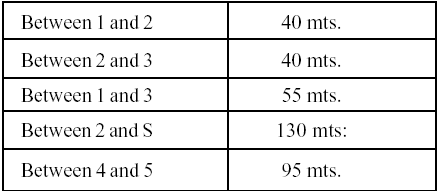 Between 1 and 2 40 mts.
Between 2 and 3 40 mts.
Between 1 and 3 55 mts.
Between 2 and S 130 mts:
Between 4 and 5 95 mts.